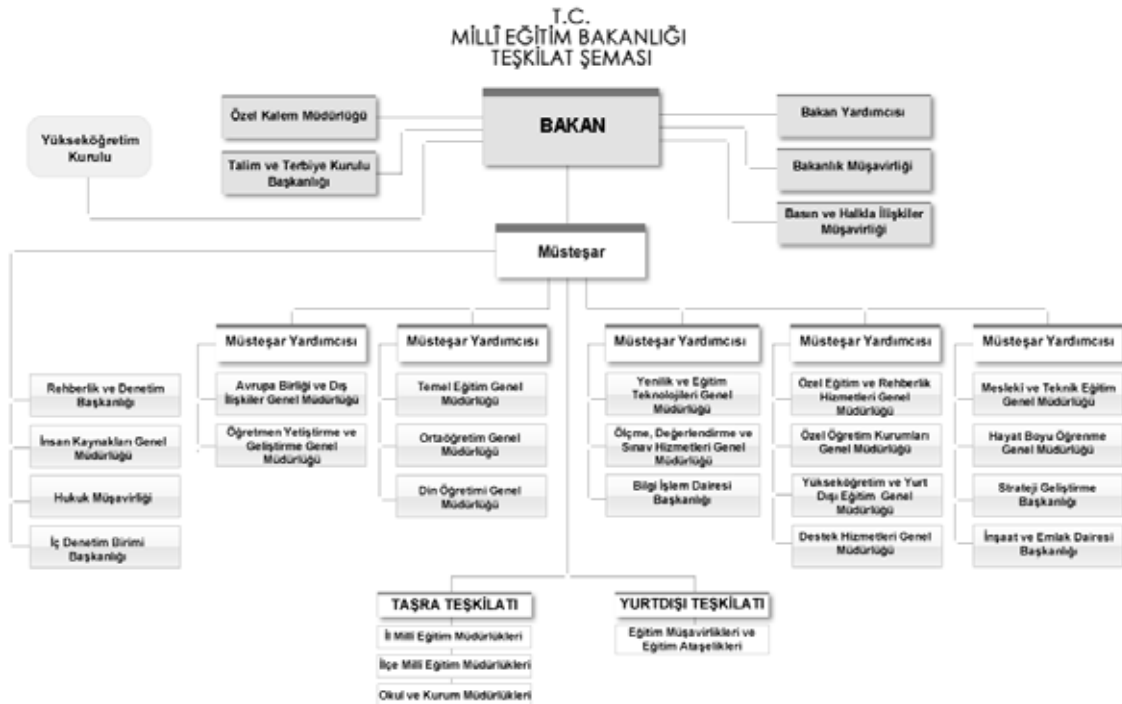 T.C.
MİLLÎ EĞİTİM BAKANLIĞI
TEŞKİLAT ŞEMASI
BAKAN
Özel Kalem Müdürlüğü
Talim ve Terbiye Kurulu
Başkanlığı
Yükseköğretim
Kurulu
Bakan Yardımcısı
Bakanlık Müşavirliği
Basın ve Halkla İlişkiler
Müşavirliği
Müsteşar
Rehberlik ve Denetim
Başkanlığı
İnsan Kaynakları Genel
Müdürlüğü
Hukuk Müşavirliği
İç Denetim Birimi
Başkanlığı
Müsteşar Yardımcısı
Avrupa Birliği ve Dış
İlişkiler Genel Müdürlüğü
Öğretmen Yetiştirme ve
Geliştirme Genel
Müdürlüğü
Müsteşar Yardımcısı
Temel Eğitim Genel
Müdürlüğü
Ortaöğretim Genel
Müdürlüğü
Din Öğretimi Genel
Müdürlüğü
Müsteşar Yardımcısı
Yenilik ve Eğitim
Teknolojileri Genel
Müdürlüğü
Ölçme, Değerlendirme ve
Sınav Hizmetleri Genel
Müdürlüğü
Bilgi İşlem Dairesi
Başkanlığı
Müsteşar Yardımcısı
Özel Eğitim ve Rehberlik
Hizmetleri Genel
Müdürlüğü
Özel Öğretim Kurumları
Genel Müdürlüğü
Yükseköğretim ve Yurt
Dışı Eğitim Genel
Müdürlüğü
Destek Hizmetleri Genel
Müdürlüğü
Müsteşar Yardımcısı
Mesleki ve Teknik Eğitim
Genel Müdürlüğü
Hayat Boyu Öğrenme
Genel Müdürlüğü
Strateji Geliştirme
Başkanlığı
İnşaat ve Emlak Dairesi
Başkanlığı
TAŞRA TEŞKİLATI
İl Milli Eğitim Müdürlükleri
İlçe Milli Eğitim Müdürlükleri
Okul ve Kurum Müdürlükleri
YURTDIŞI TEŞKİLATI
Eğitim Müşavirlikleri ve
Eğitim Ataşelikleri